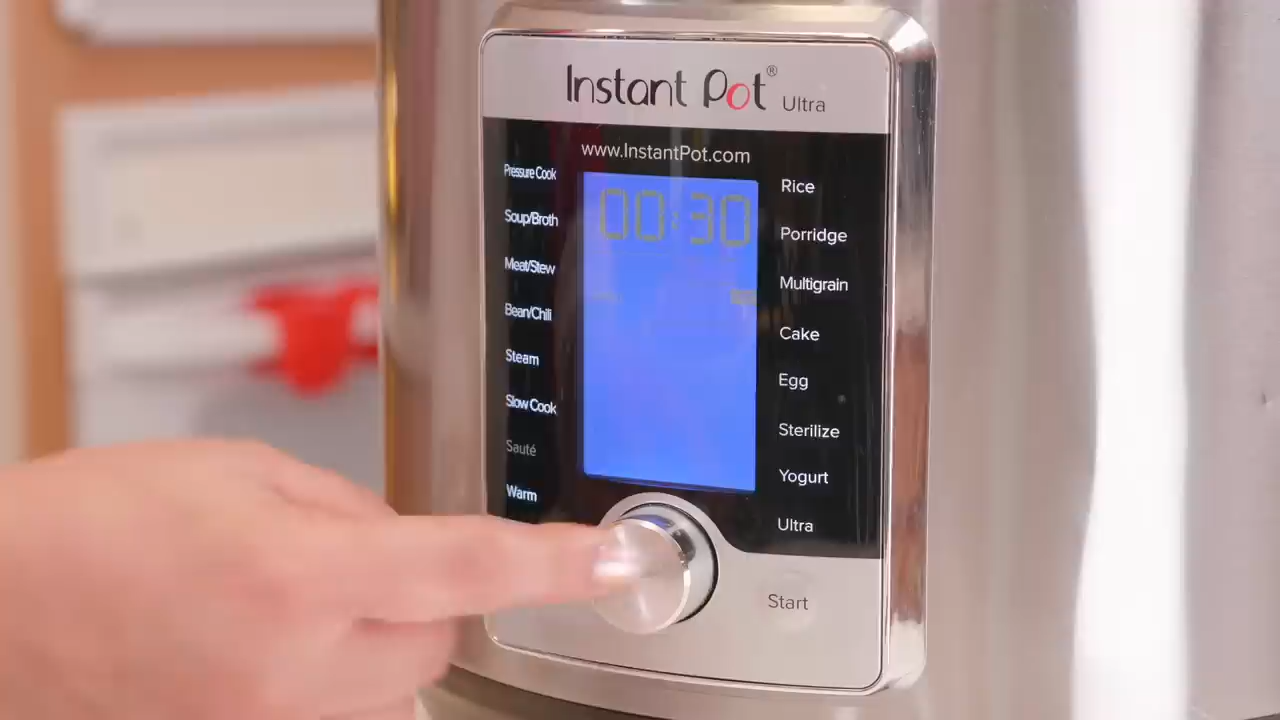 Instant Pot® Ultra
www.InstantPot.com
00:30
Pressure Cook
Soup/Broth
Meat/Stew
Bean/Chili
Steam
Slow Cook
Sauté
Warm
Rice
Porridge
Multigrain
Cake
Egg
Sterilize
Yogurt
Ultra
Start